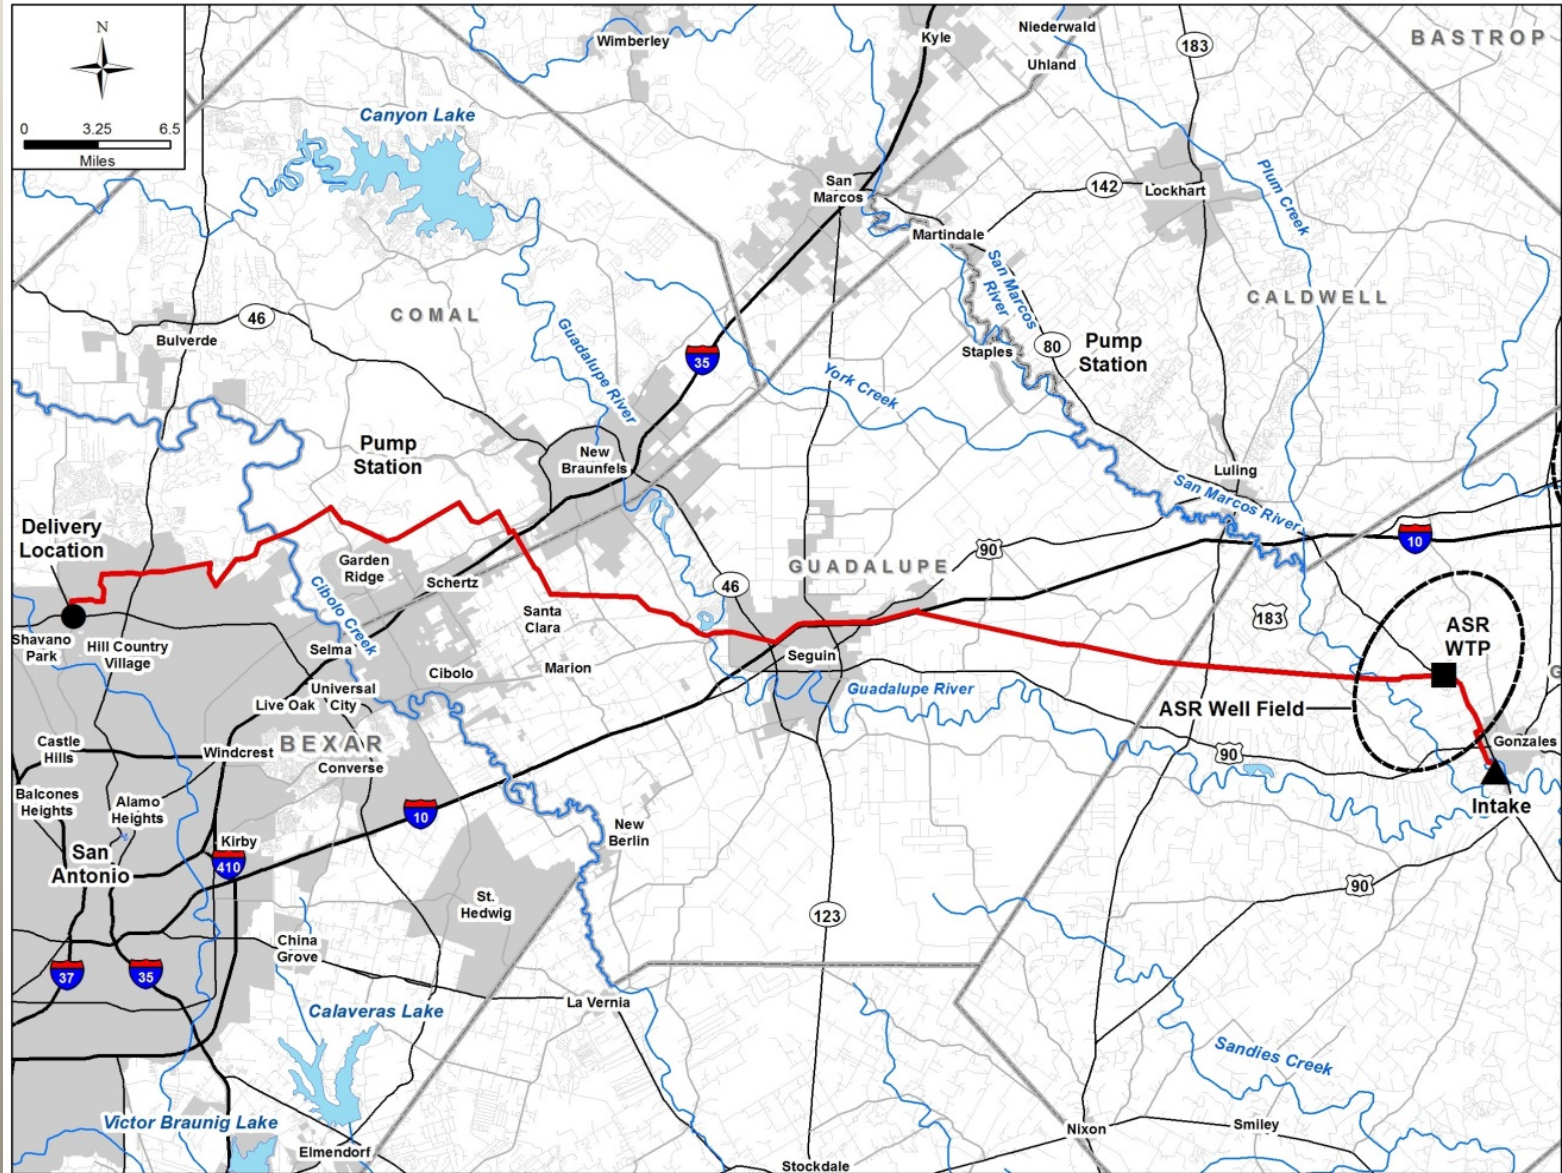 N
0 3.25 6.5
Miles
Wimberley
Kyle
Niederwald
Uhland
183
BASTROP
Canyon Lake
San
Marcos
142
Lockhart
Plum Creek
Martindale
San Marcos
River
CALDWELL
COMAL
46
Bulverde
Guadalupe River
35
Staples
80
Pump
Station
York Creek
Pump
Station
New
Braunfels
Luling
San Marcos River
Delivery
Location
Garden
Ridge
Schertz
Cibolo Creek
46
GUADALUPE
90
10
Santa
Clara
183
ASR
WTP
Shavano
Park
Hill Country
Village
Selma
Cibolo
Marion
Seguin
Guadalupe River
ASR Well Field
G
Universal
City
Live Oak
BEXAR
Castle
Hills
Windcrest
Converse
90
Gonzales
Intake
Balcones
Heights
Alamo
Heights
10
Kirby
410
New
Berlin
San
Antonio
90
St.
Hedwig
123
China
Grove
37
35
La Vernia
Calaveras Lake
Sandies Creek
Victor Braunig Lake
Elmendorf
Nixon
Smiley
Stockdale